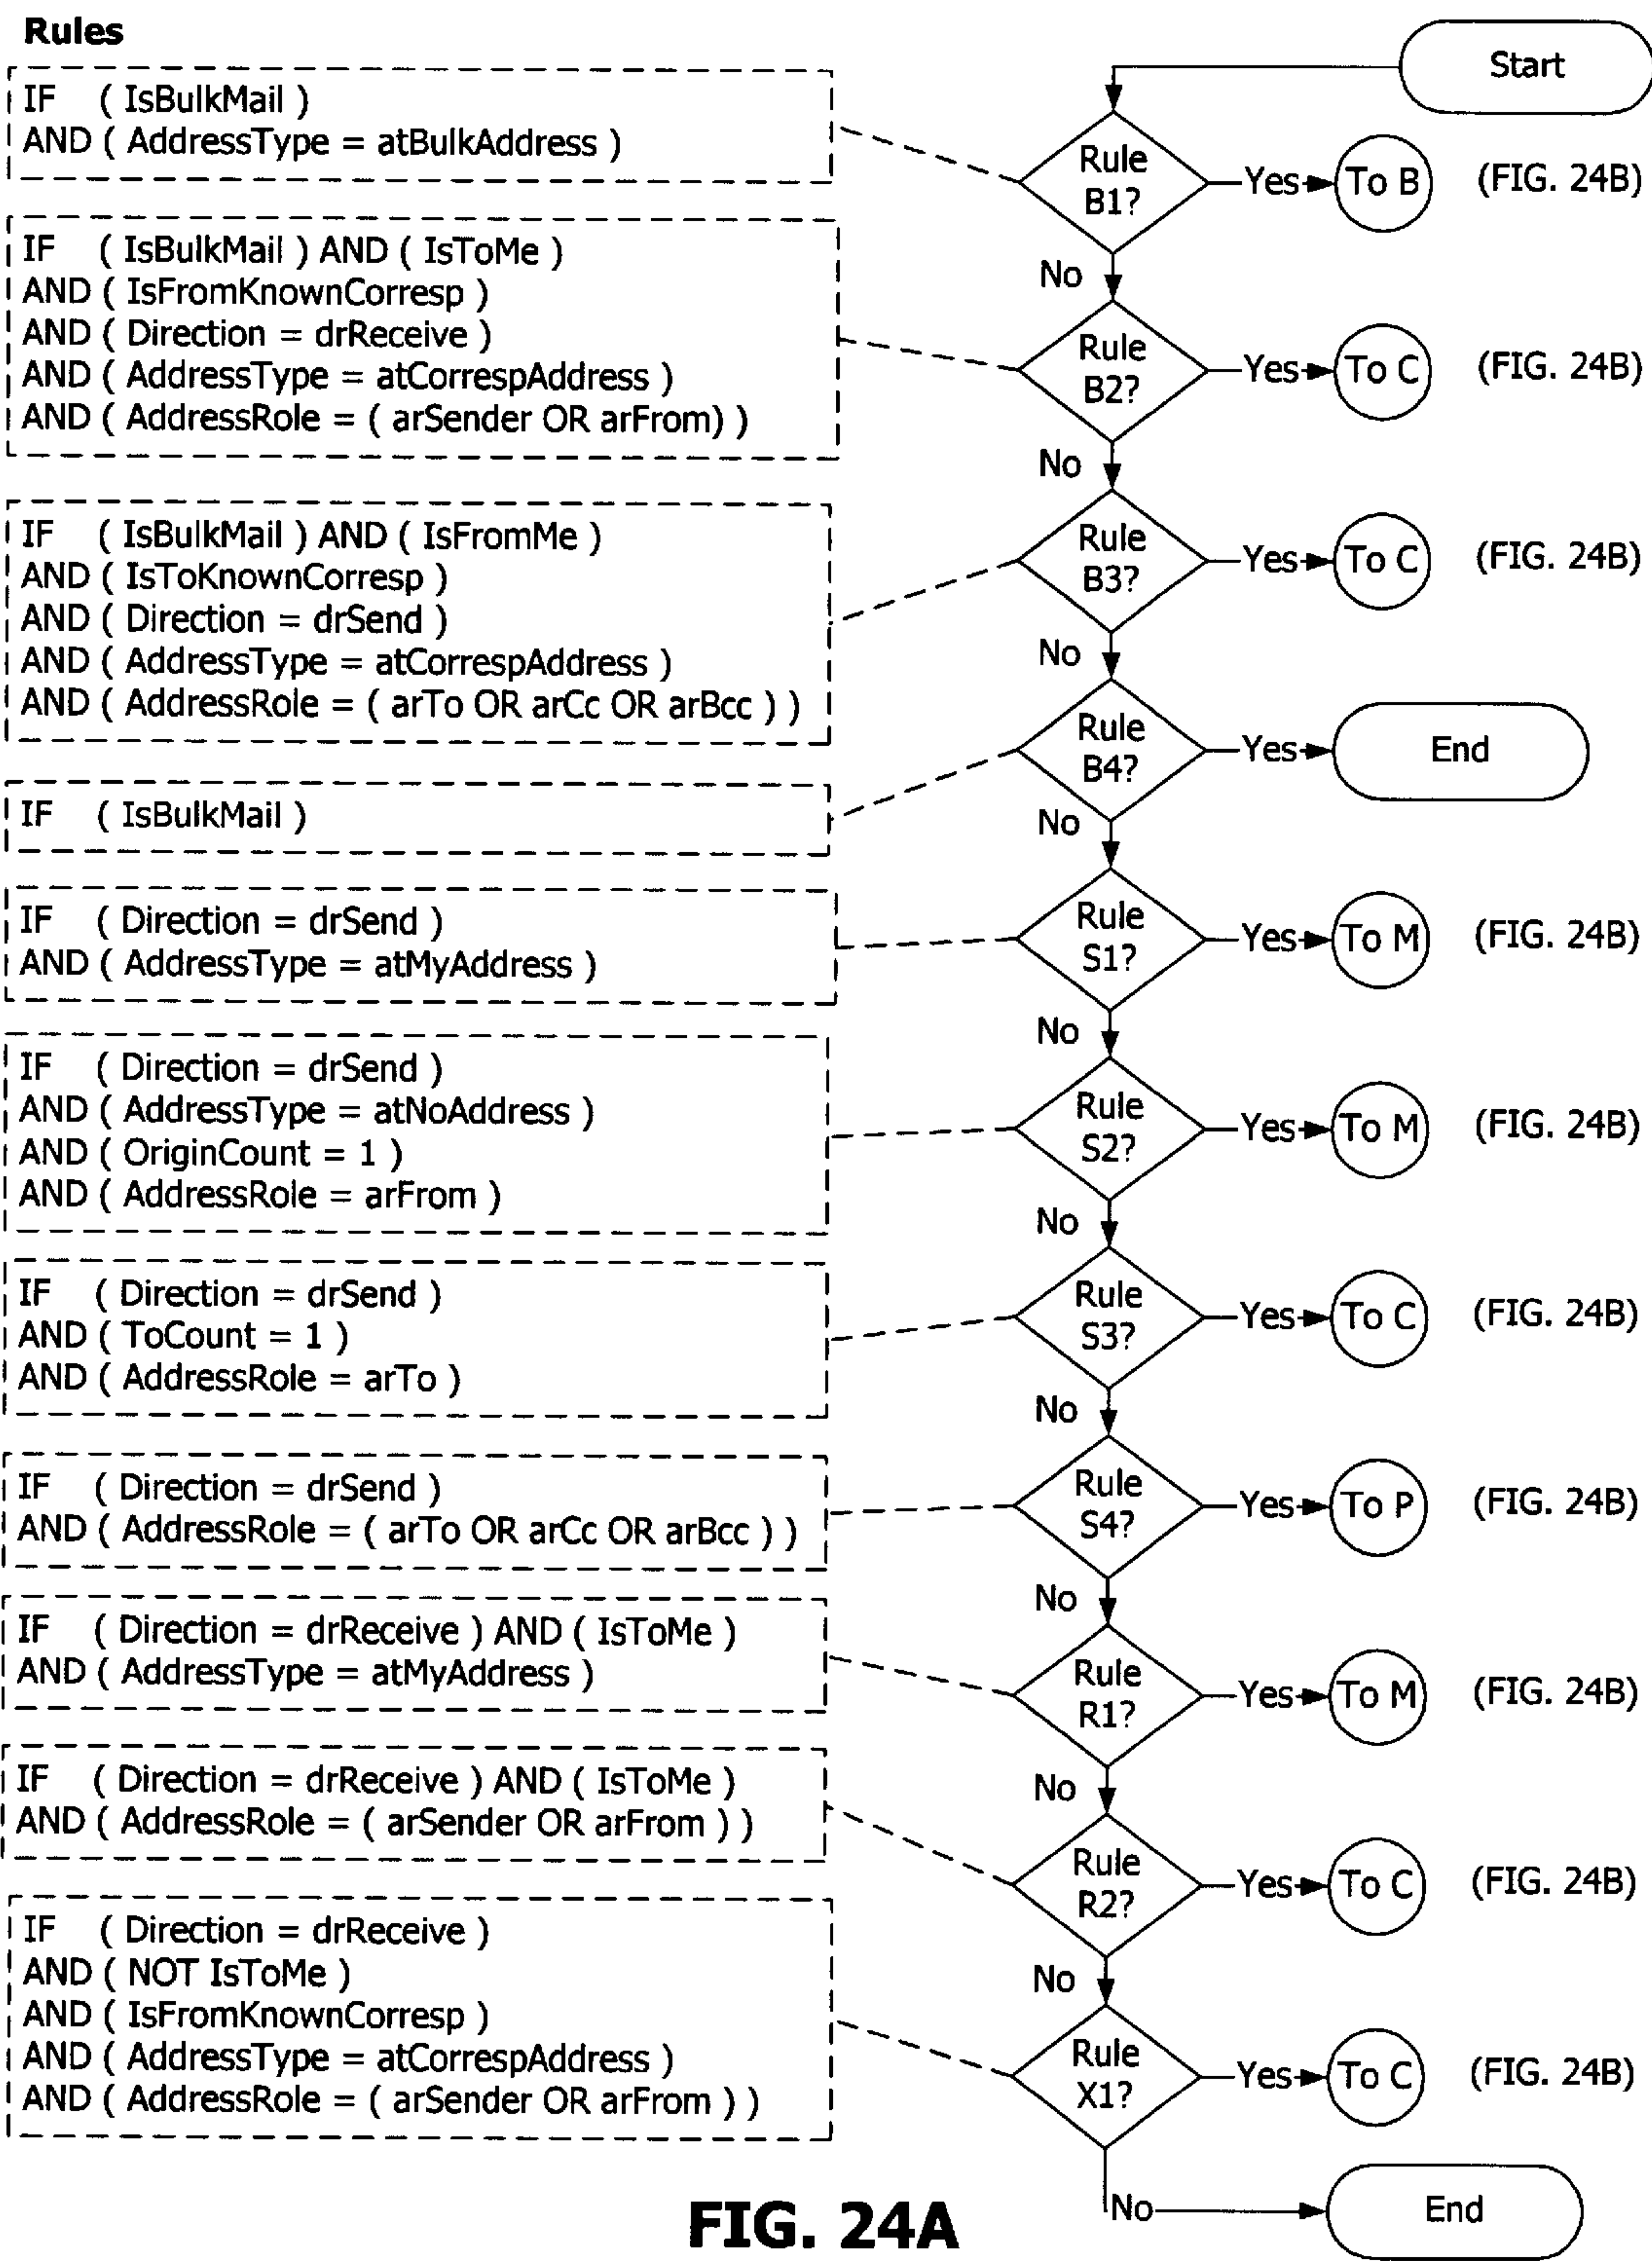 Rules
Start
IF ( IsBulkMail )
AND ( AddressType = atBulkAddress )
Rule
B1?
Yes
To B
(FIG. 24B)
No
IF ( IsBulkMail ) AND ( IsToMe )
AND ( IsFromKnownCorresp )
AND ( Direction = drReceive )
AND ( AddressType = atCorrespAddress )
AND ( AddressRole = ( arSender OR arFrom) )
Rule
B2?
Yes
To C
(FIG. 24B)
No
IF ( IsBulkMail ) AND ( IsFromMe )
AND ( IsToKnownCorresp )
AND ( Direction = drSend )
AND ( AddressType = atCorrespAddress )
AND ( AddressRole = ( arTo OR arCc OR arBcc ) )
Rule
B3?
Yes
To C
(FIG. 24B)
No
IF ( IsBulkMail )
Rule
B4?
Yes
End
No
IF ( Direction = drSend )
AND ( AddressType = atMyAddress )
Rule
S1?
Yes
To M
(FIG. 24B)
No
IF ( Direction = drSend )
AND ( AddressType = atNoAddress )
AND ( OriginCount = 1 )
AND ( AddressRole = arFrom )
Rule
S2?
Yes
To M
(FIG. 24B)
No
IF ( Direction = drSend )
AND ( ToCount = 1 )
AND ( AddressRole = arTo )
Rule
S3?
Yes
To C
(FIG. 24B)
No
IF ( Direction = drSend )
AND ( AddressRole = ( arTo OR arCc OR arBcc ) )
Rule
S4?
Yes
To P
(FIG. 24B)
No
IF ( Direction = drReceive ) AND ( IsToMe )
AND ( AddressType = atMyAddress )
Rule
R1?
Yes
To M
(FIG. 24B)
No
IF ( Direction = drReceive ) AND ( IsToMe )
AND ( AddressRole = ( arSender OR arFrom ) )
Rule
R2?
Yes
To C
(FIG. 24B)
No
IF ( Direction = drReceive )
AND ( NOT IsToMe )
AND ( IsFromKnownCorresp )
AND ( AddressType = atCorrespAddress )
AND ( AddressRole = ( arSender OR arFrom ) )
Rule
X1?
Yes
To C
(FIG. 24B)
No
End
FIG. 24A